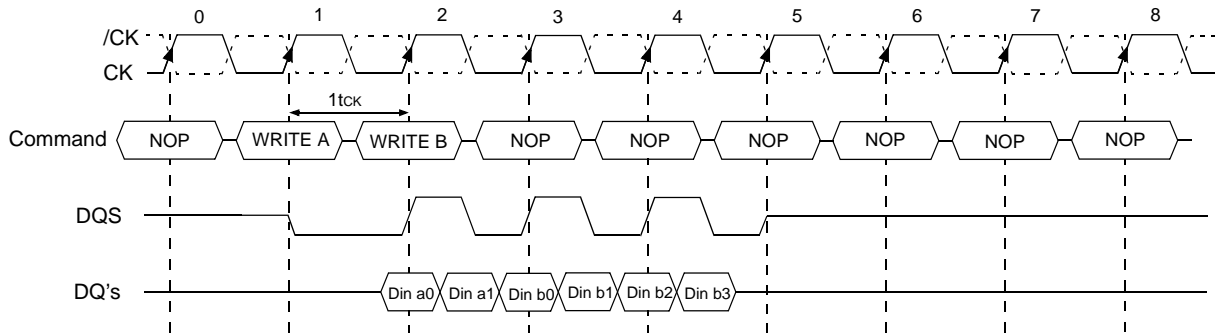 0 1 2 3 4 5 6 7 8
/CK
CK
1tCK
Command NOP WRITE A WRITE B NOP NOP NOP NOP NOP NOP
DQS
DQ's Din a0 Din a1 Din b0 Din b1 Din b2 Din b3